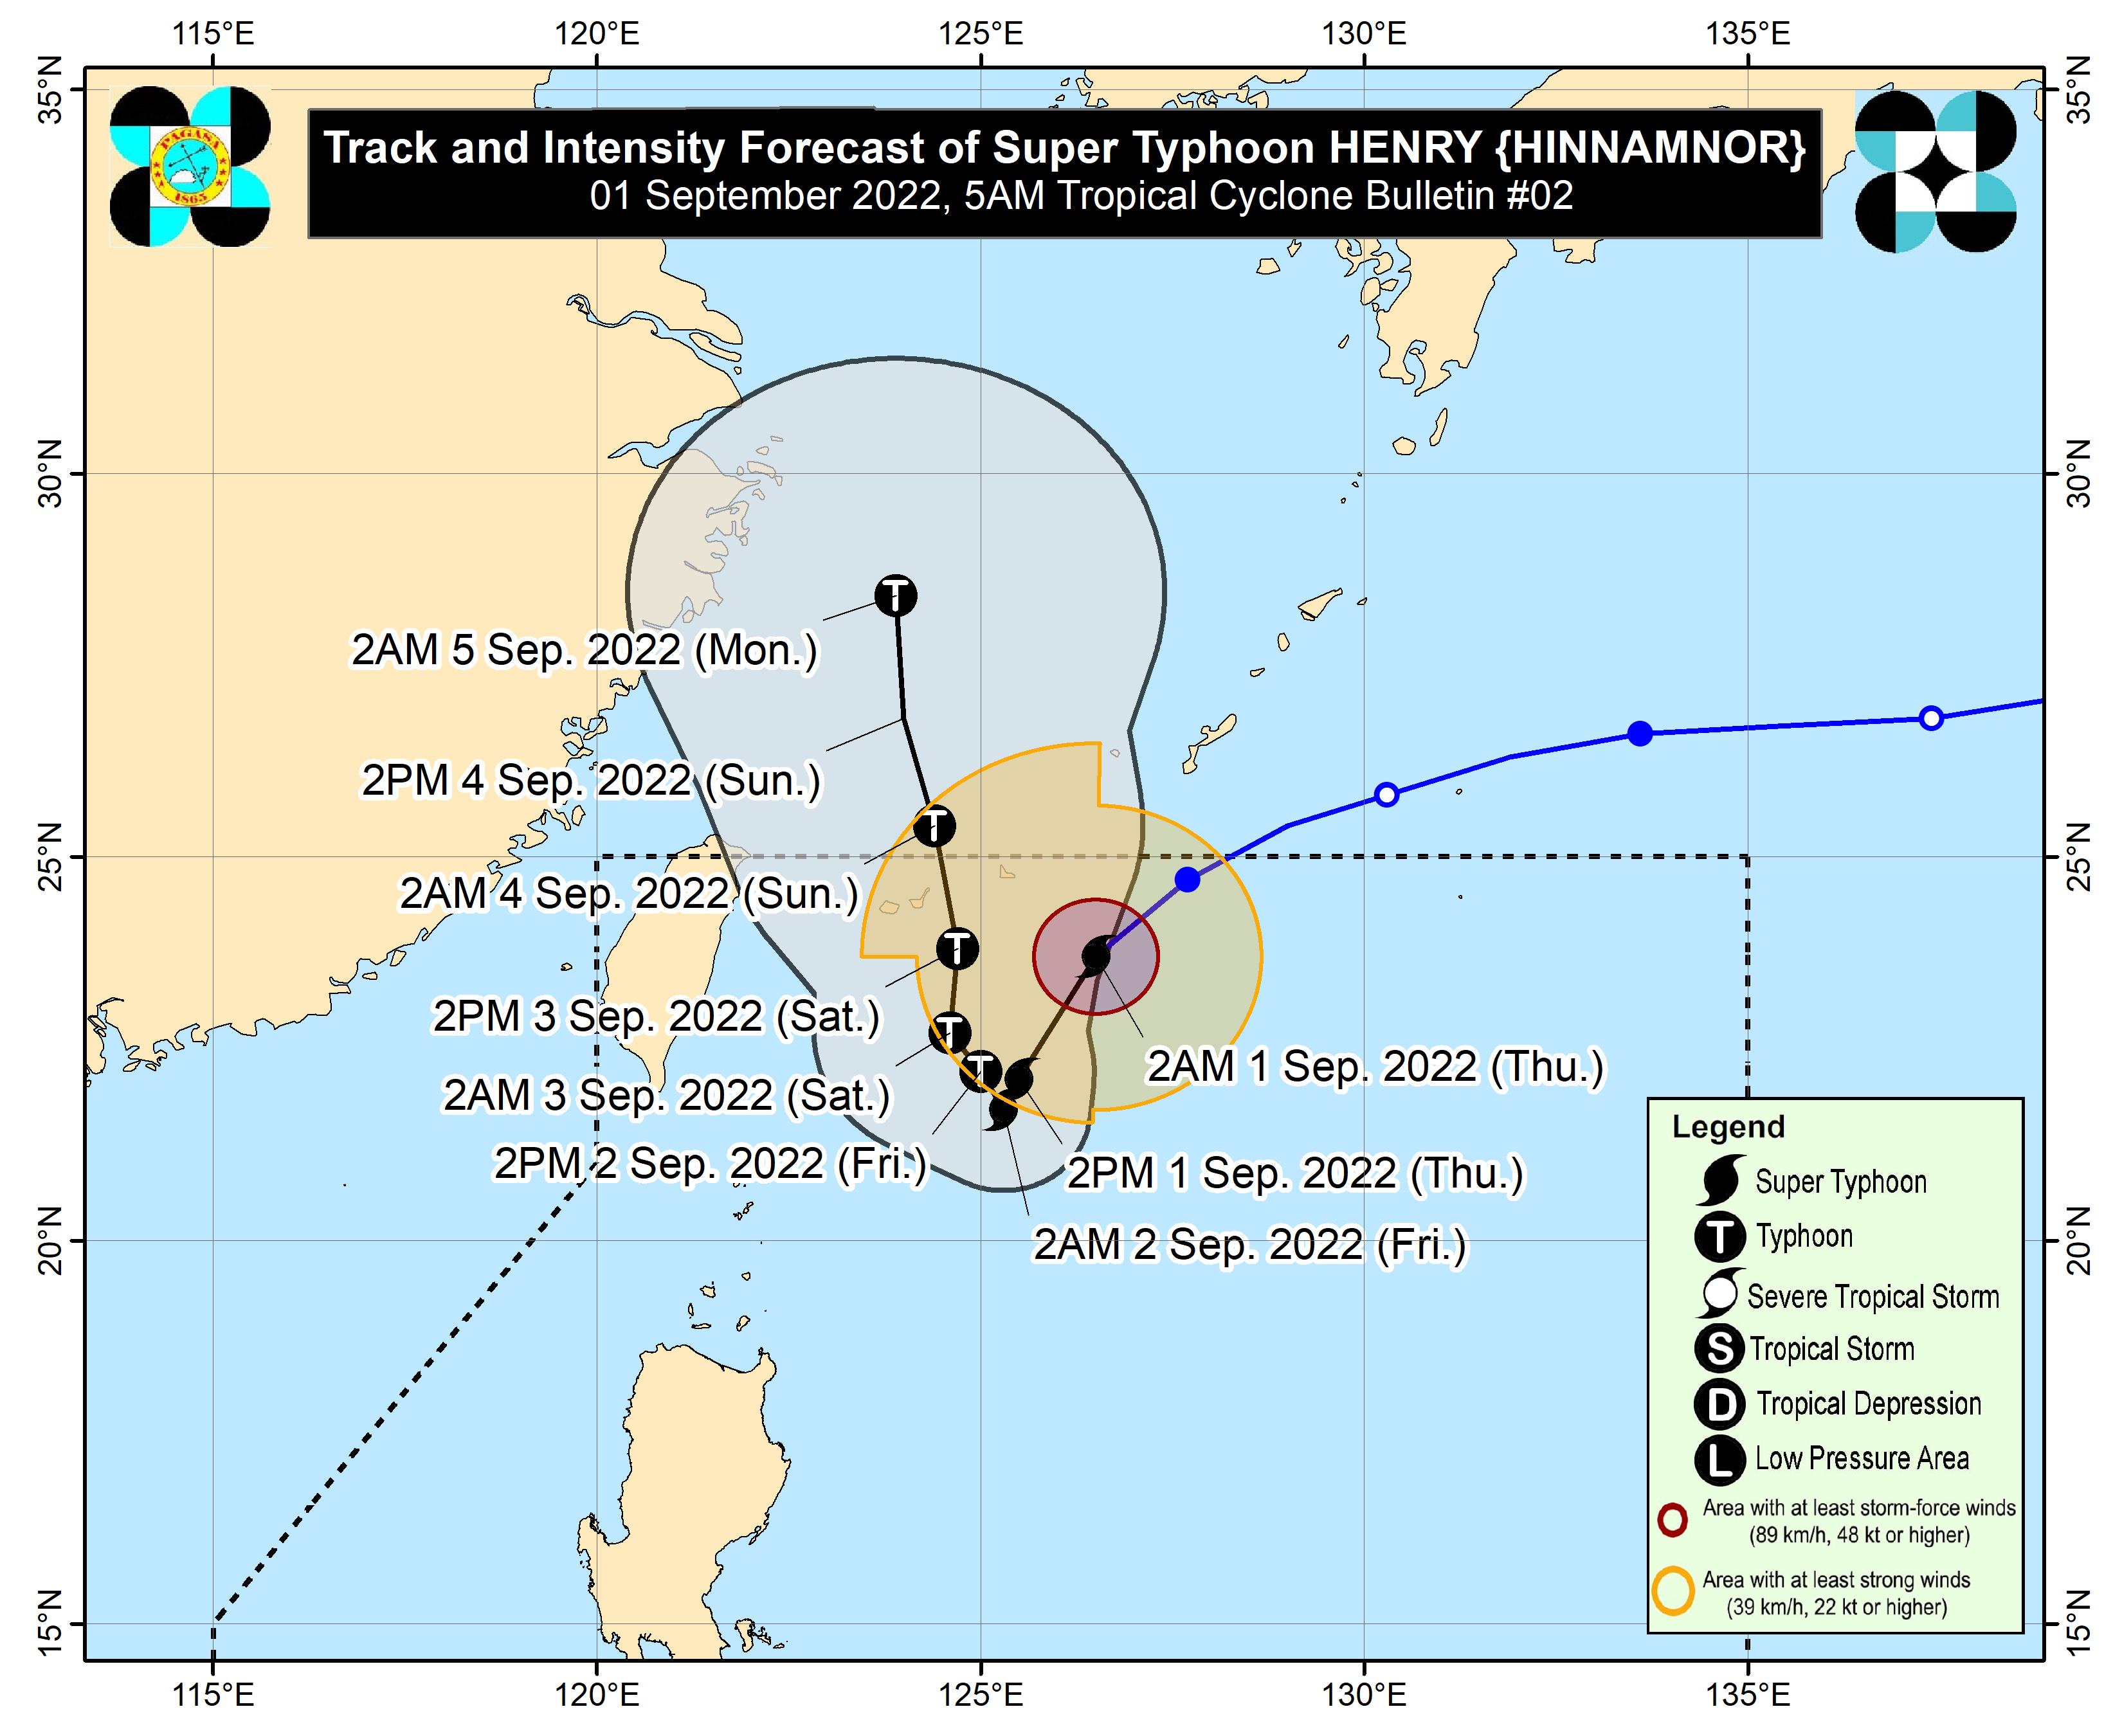 115°E 120°E 125°E 130°E 135°E
35°N 35°N
PAGASA
1865
Track and Intensity Forecast of Super Typhoon HENRY {HINNAMNOR}
01 September 2022, 5AM Tropical Cyclone Bulletin #02
30°N 30°N
T
2AM 5 Sep. 2022 (Mon.)
2PM 4 Sep. 2022 (Sun.)
T
25°N 25°N
2AM 4 Sep. 2022 (Sun.)
T
2PM 3 Sep. 2022 (Sat.)
T
2AM 1 Sep. 2022 (Thu.)
T
2AM 3 Sep. 2022 (Sat.)
2PM 2 Sep. 2022 (Fri.)
2PM 1 Sep. 2022 (Thu.)
2AM 2 Sep. 2022 (Fri.)
20°N 20°N
Legend
Super Typhoon
T Typhoon
Severe Tropical Storm
S Tropical Storm
D Tropical Depression
L Low Pressure Area
Area with at least storm-force winds
(89 km/h, 48 kt or higher)
Area with at least strong winds
(39 km/h, 22 kt or higher)
15°N 15°N
115°E 120°E 125°E 130°E 135°E